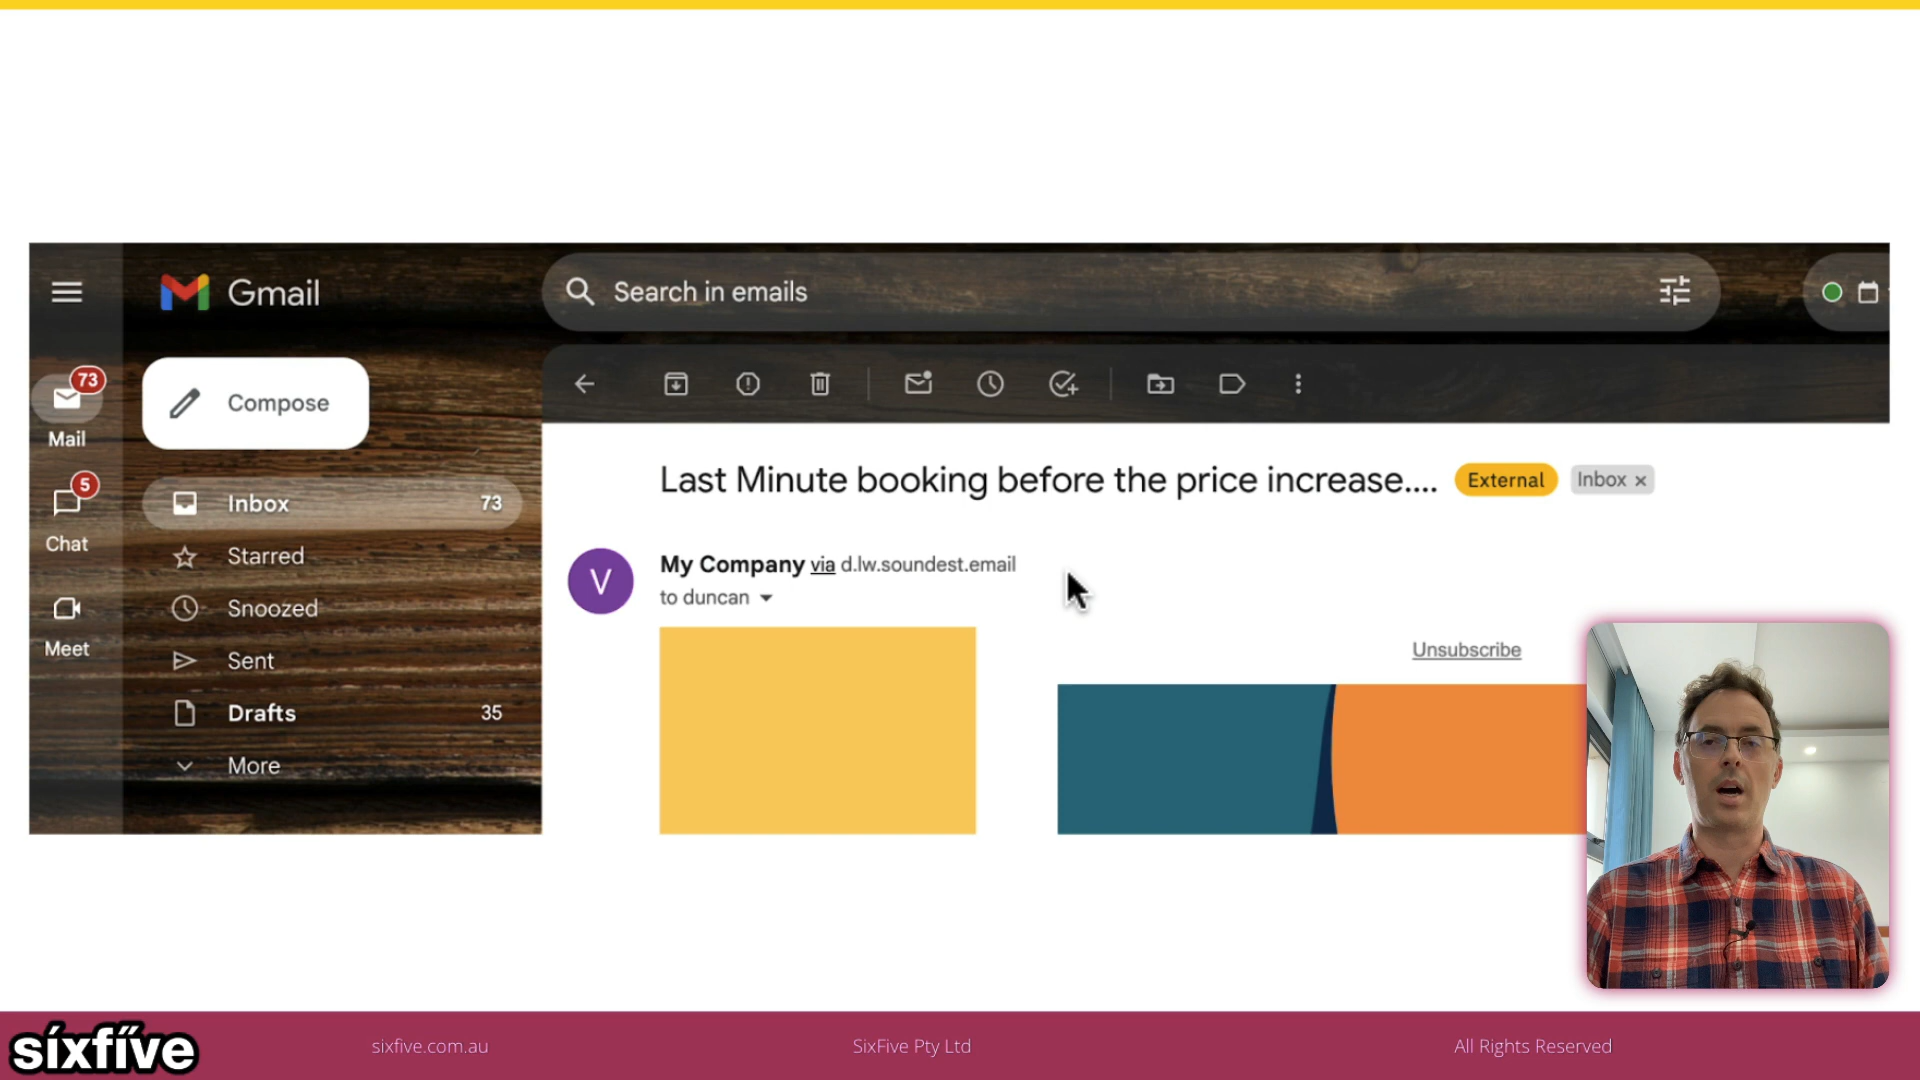 Gmail
Search in emails
73
Mail
Compose
5
Chat
Inbox 73
Starred
Meet
Snoozed
Sent
Drafts 35
More
Last Minute booking before the price increase.... External Inbox ×
V
My Company via d.lw.soundest.email
to duncan
Unsubscribe
síxfíve
sixfive.com.au
SixFive Pty Ltd
All Rights Reserved